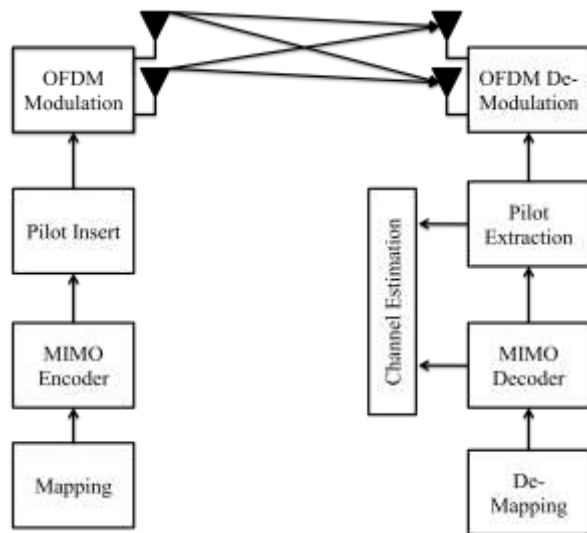 OFDM
Modulation
OFDM De-
Modulation
Pilot Insert
Channel Estimation
Pilot
Extraction
MIMO
Encoder
MIMO
Decoder
Mapping
De-
Mapping